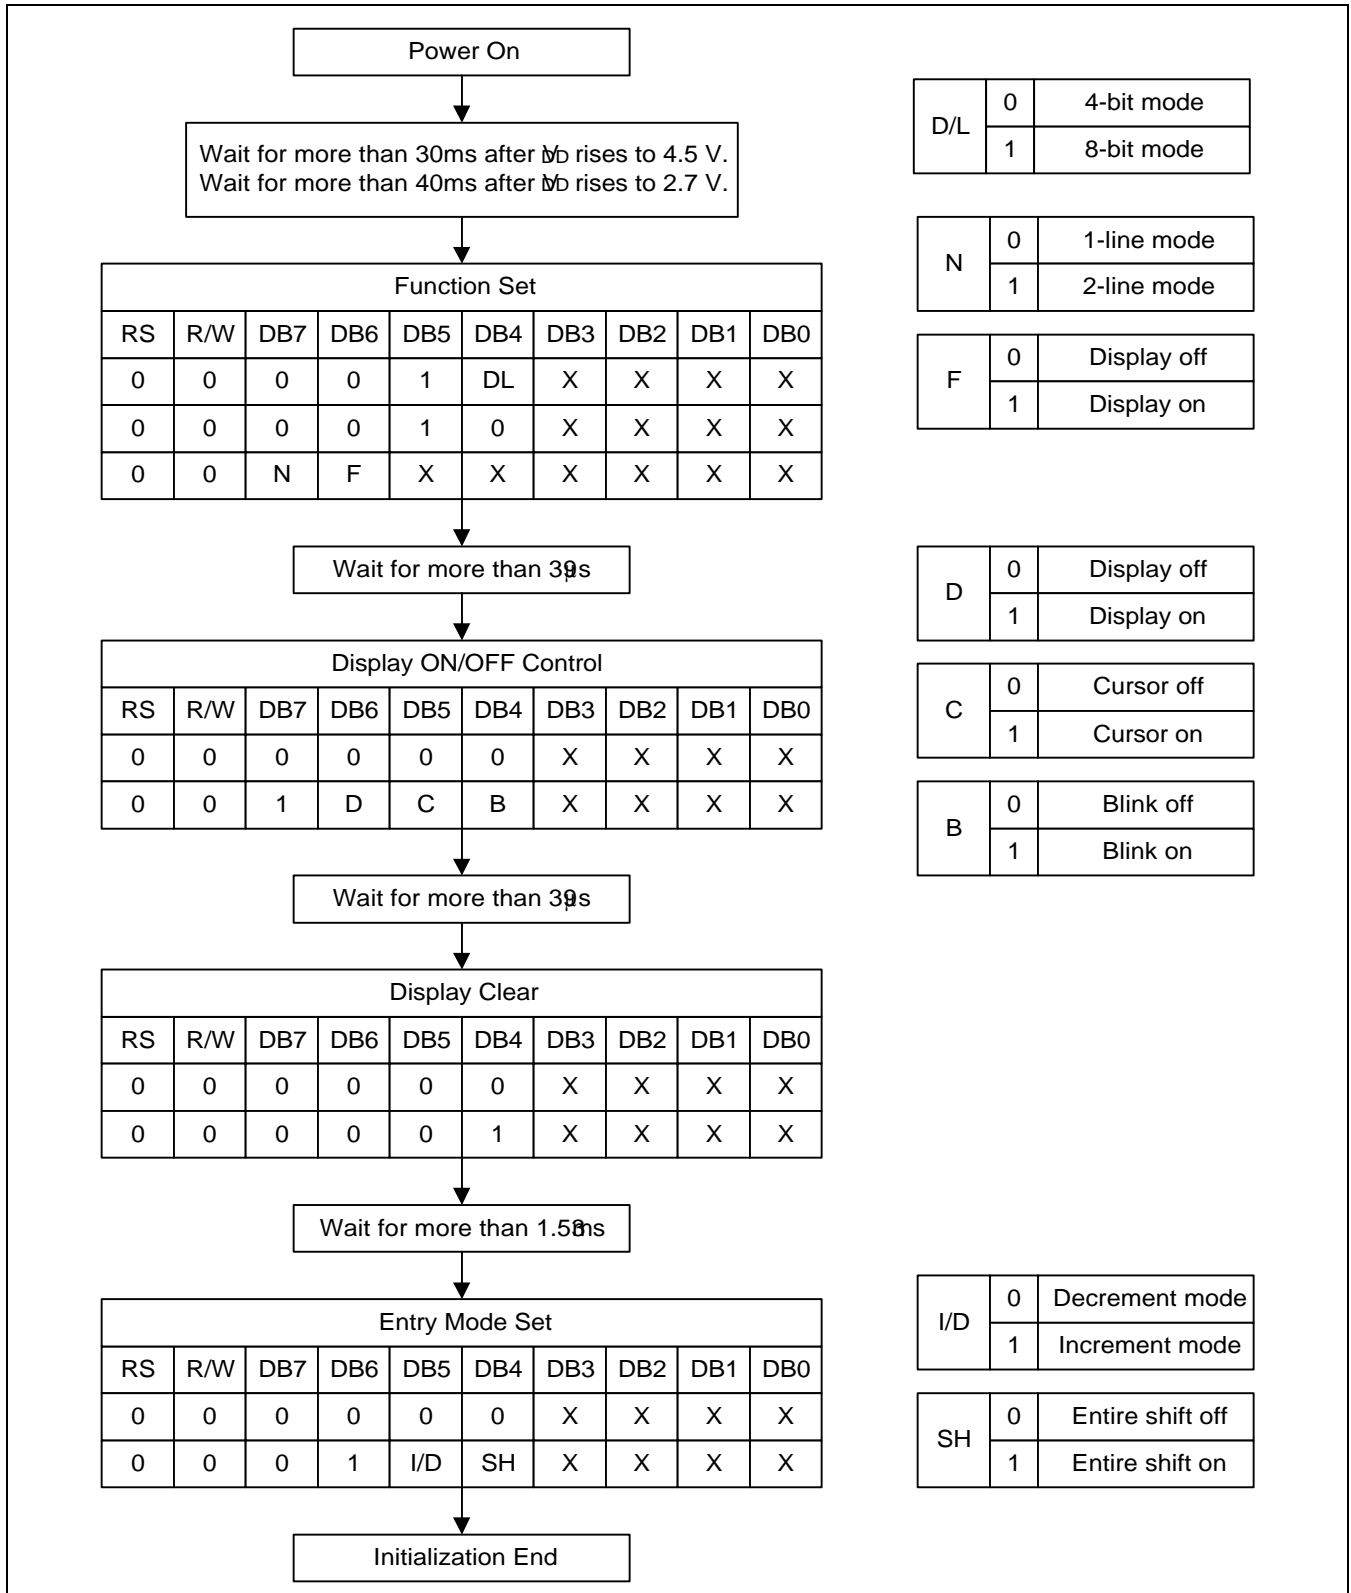 Power On
Wait for more than 30ms after VDD rises to 4.5 V.
Wait for more than 40ms after VDD rises to 2.7 V.
Function Set
RS R/W DB7 DB6 DB5 DB4 DB3 DB2 DB1 DB0
0 0 0 0 1 DL X X X X
0 0 0 0 1 0 X X X X
0 0 N F X X X X X X
Wait for more than 39μs
Display ON/OFF Control
RS R/W DB7 DB6 DB5 DB4 DB3 DB2 DB1 DB0
0 0 0 0 0 0 X X X X
0 0 1 D C B X X X X
Wait for more than 39μs
Display Clear
RS R/W DB7 DB6 DB5 DB4 DB3 DB2 DB1 DB0
0 0 0 0 0 0 X X X X
0 0 0 0 0 1 X X X X
Wait for more than 1.53ms
Entry Mode Set
RS R/W DB7 DB6 DB5 DB4 DB3 DB2 DB1 DB0
0 0 0 0 0 0 X X X X
0 0 0 1 I/D SH X X X X
Initialization End
D/L
0 4-bit mode
1 8-bit mode
N
0 1-line mode
1 2-line mode
F
0 Display off
1 Display on
D
0 Display off
1 Display on
C
0 Cursor off
1 Cursor on
B
0 Blink off
1 Blink on
I/D
0 Decrement mode
1 Increment mode
SH
0 Entire shift off
1 Entire shift on